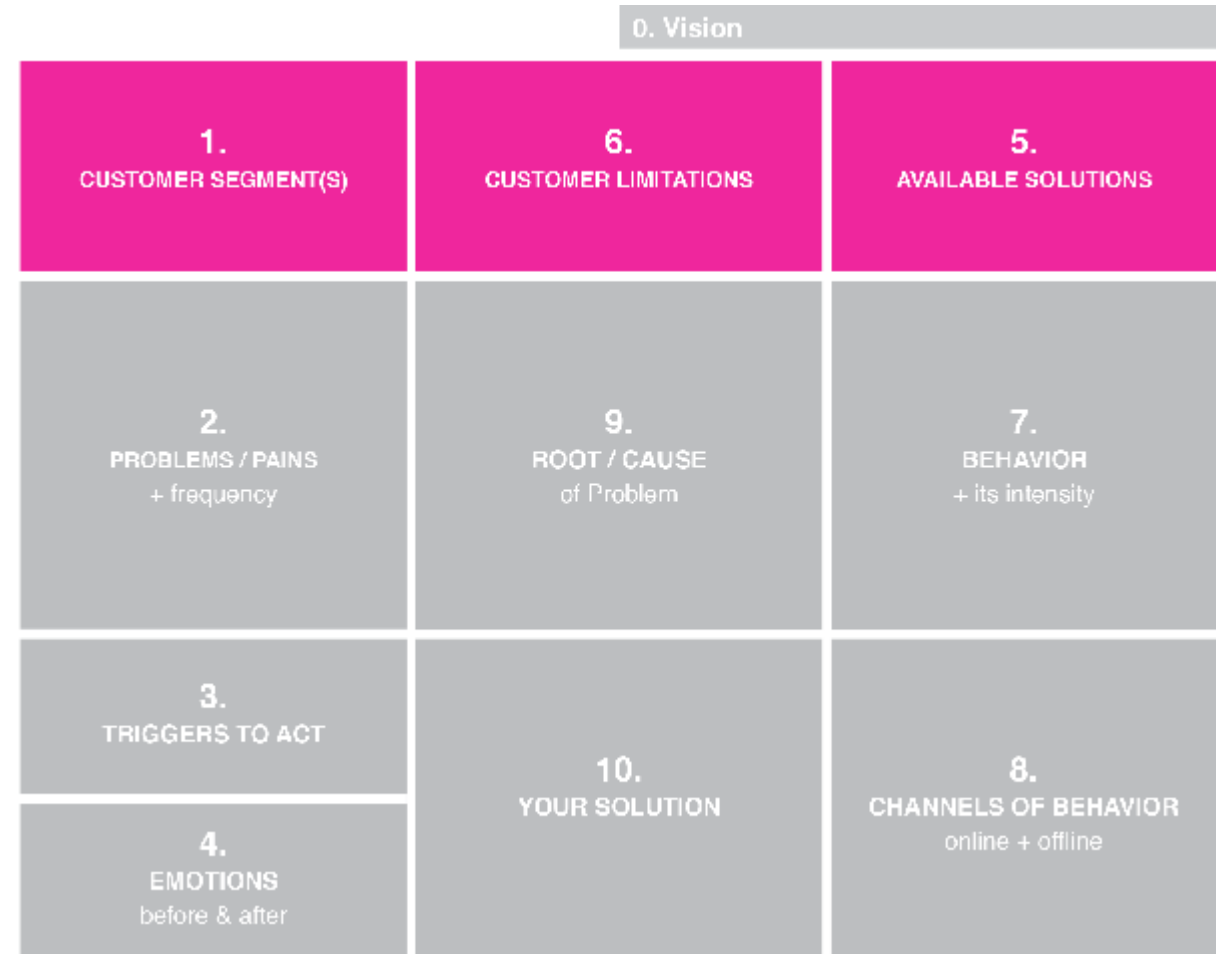 0. Vision
1.
CUSTOMER SEGMENT(S)
6.
CUSTOMER LIMITATIONS
5.
AVAILABLE SOLUTIONS
2.
PROBLEMS / PAINS
+ frequency
9.
ROOT / CAUSE
of Problem
7.
BEHAVIOR
+ its intensity
3.
TRIGGERS TO ACT
4.
EMOTIONS
before & after
10.
YOUR SOLUTION
8.
CHANNELS OF BEHAVIOR
online + offline